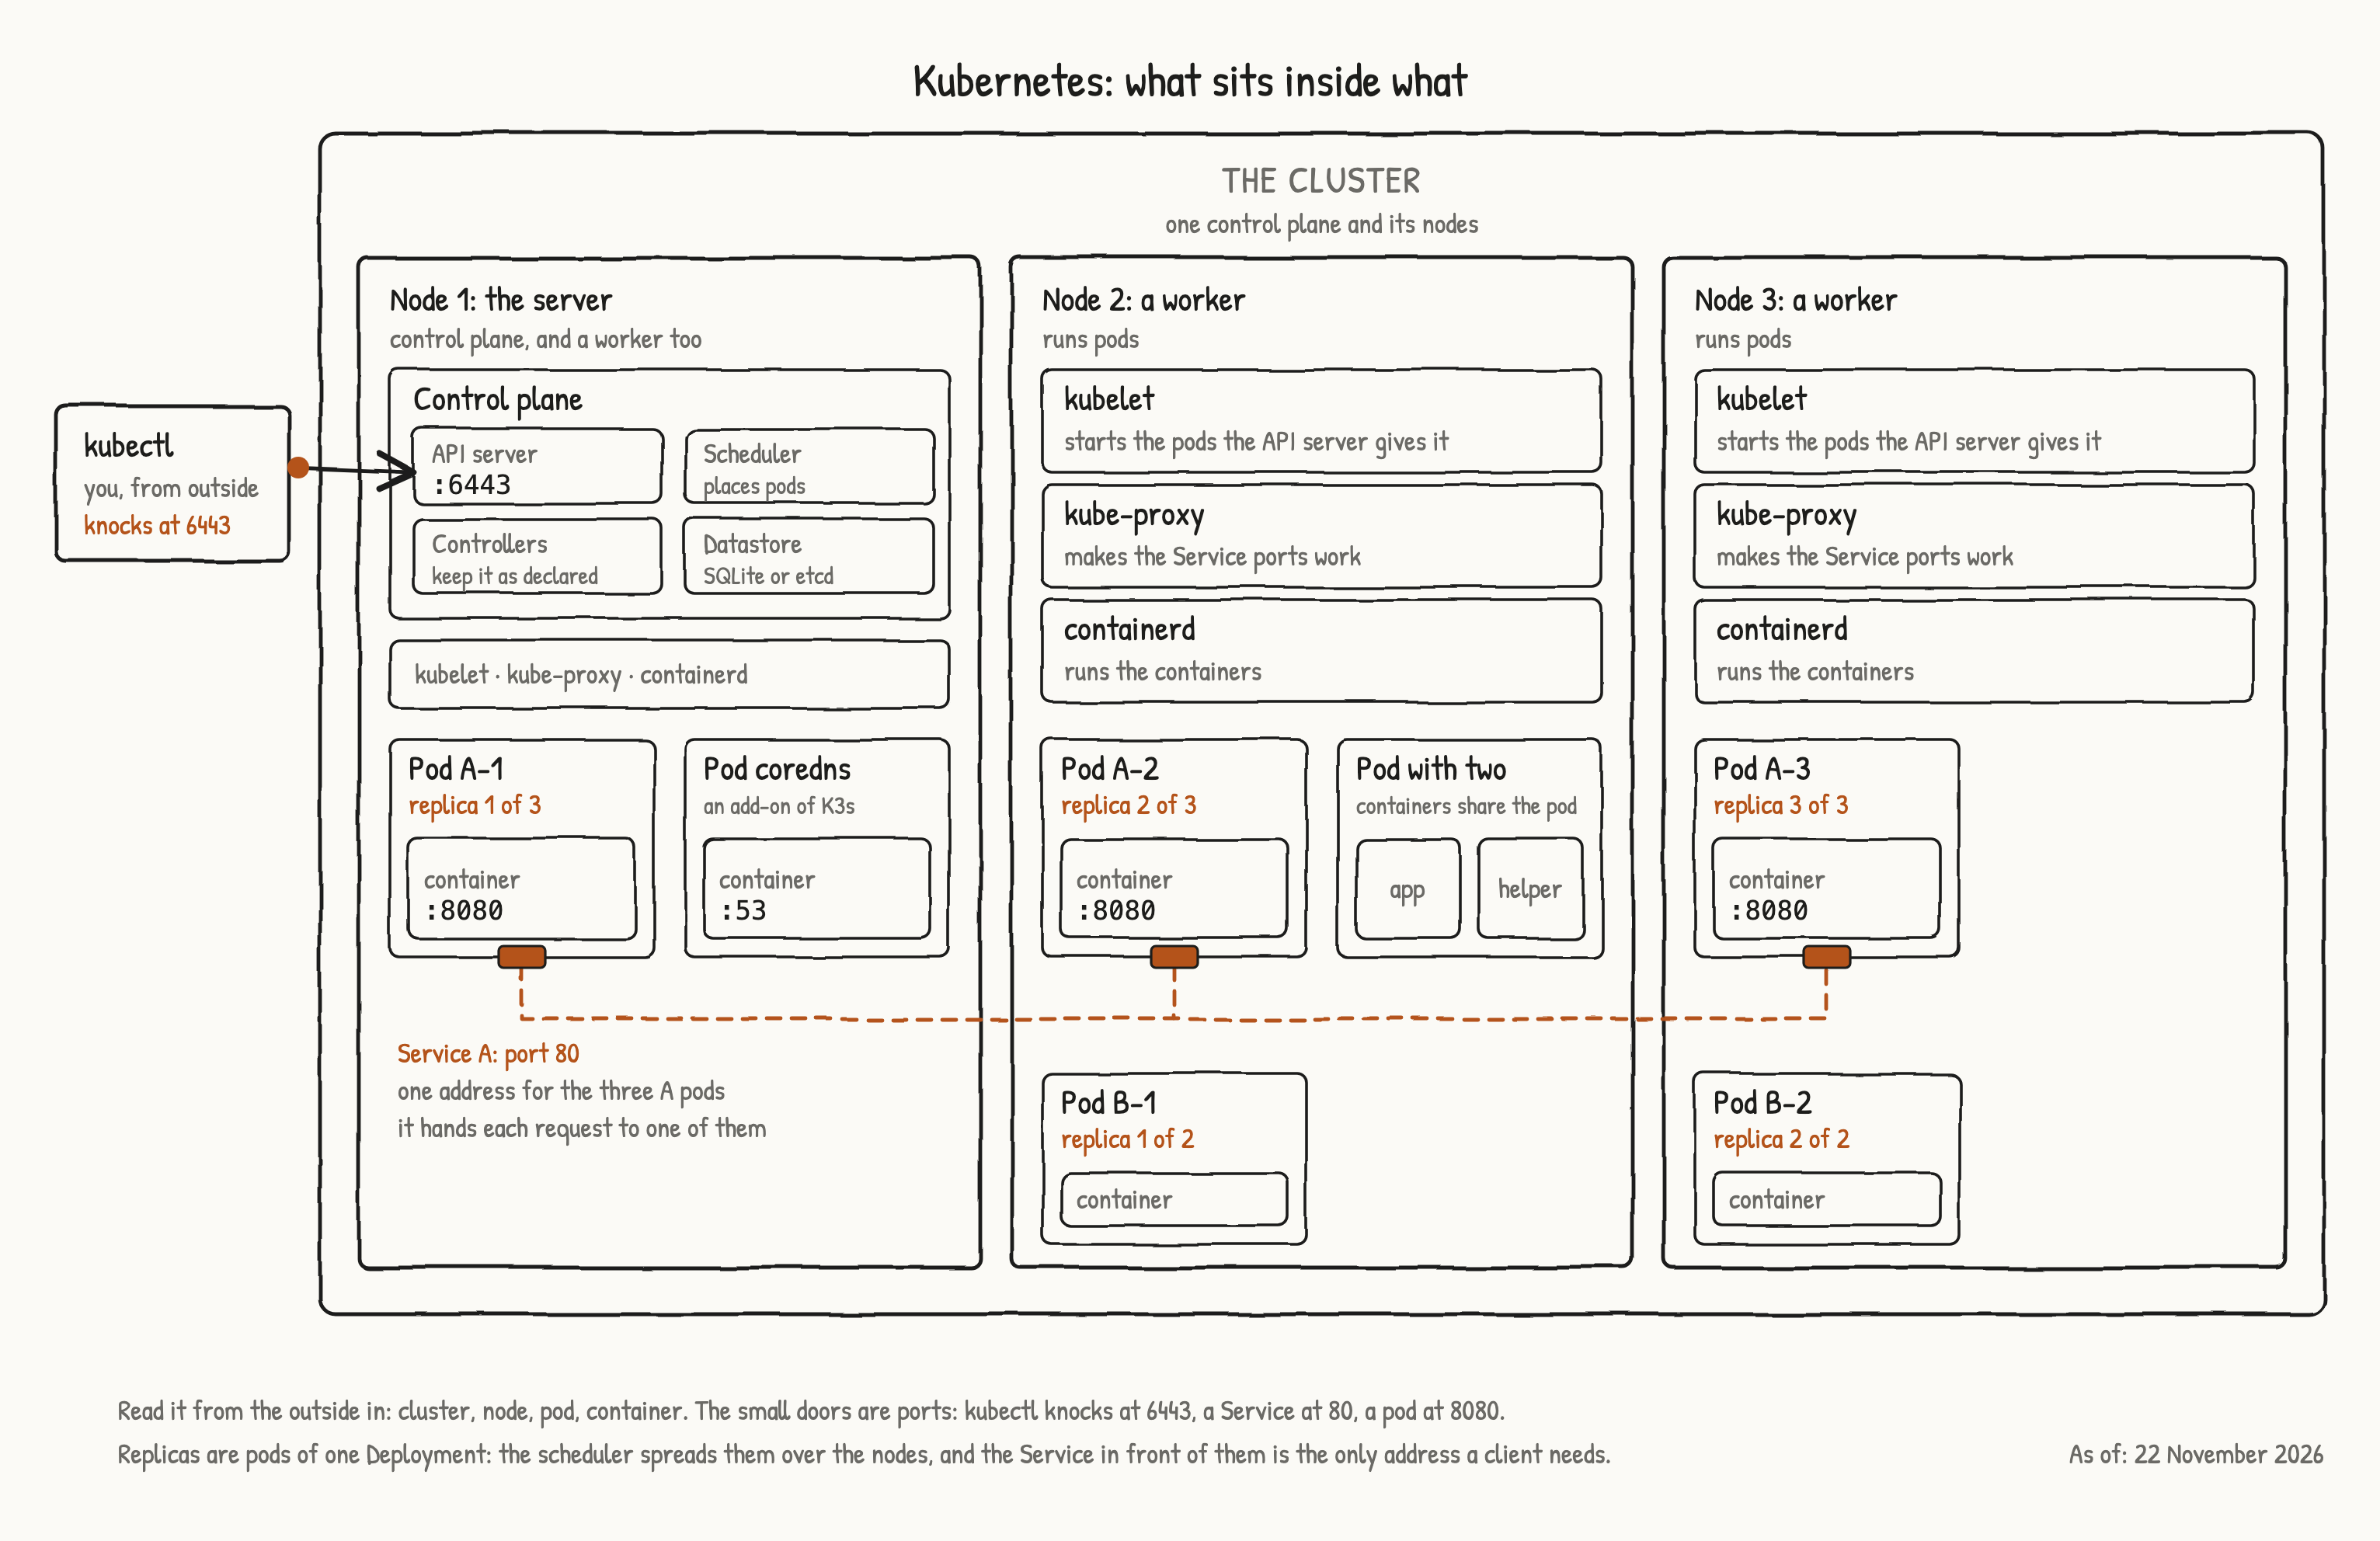 Kubernetes: what sits inside what
THE CLUSTER
one control plane and its nodes
kubectl
you, from outside
knocks at 6443
Node 1: the server
control plane, and a worker too
Control plane
API server
:6443
Scheduler
places pods
Controllers
keep it as declared
Datastore
SQLite or etcd
kubelet · kube-proxy · containerd
Pod A-1
replica 1 of 3
container
:8080
Pod coredns
an add-on of K3s
container
:53
Service A: port 80
one address for the three A pods
it hands each request to one of them
Node 2: a worker
runs pods
kubelet
starts the pods the API server gives it
kube-proxy
makes the Service ports work
containerd
runs the containers
Pod A-2
replica 2 of 3
container
:8080
Pod with two
containers share the pod
app
helper
Pod B-1
replica 1 of 2
container
Node 3: a worker
runs pods
kubelet
starts the pods the API server gives it
kube-proxy
makes the Service ports work
containerd
runs the containers
Pod A-3
replica 3 of 3
container
:8080
Pod B-2
replica 2 of 2
container
Read it from the outside in: cluster, node, pod, container. The small doors are ports: kubectl knocks at 6443, a Service at 80, a pod at 8080.
Replicas are pods of one Deployment: the scheduler spreads them over the nodes, and the Service in front of them is the only address a client needs.
As of: 22 November 2026